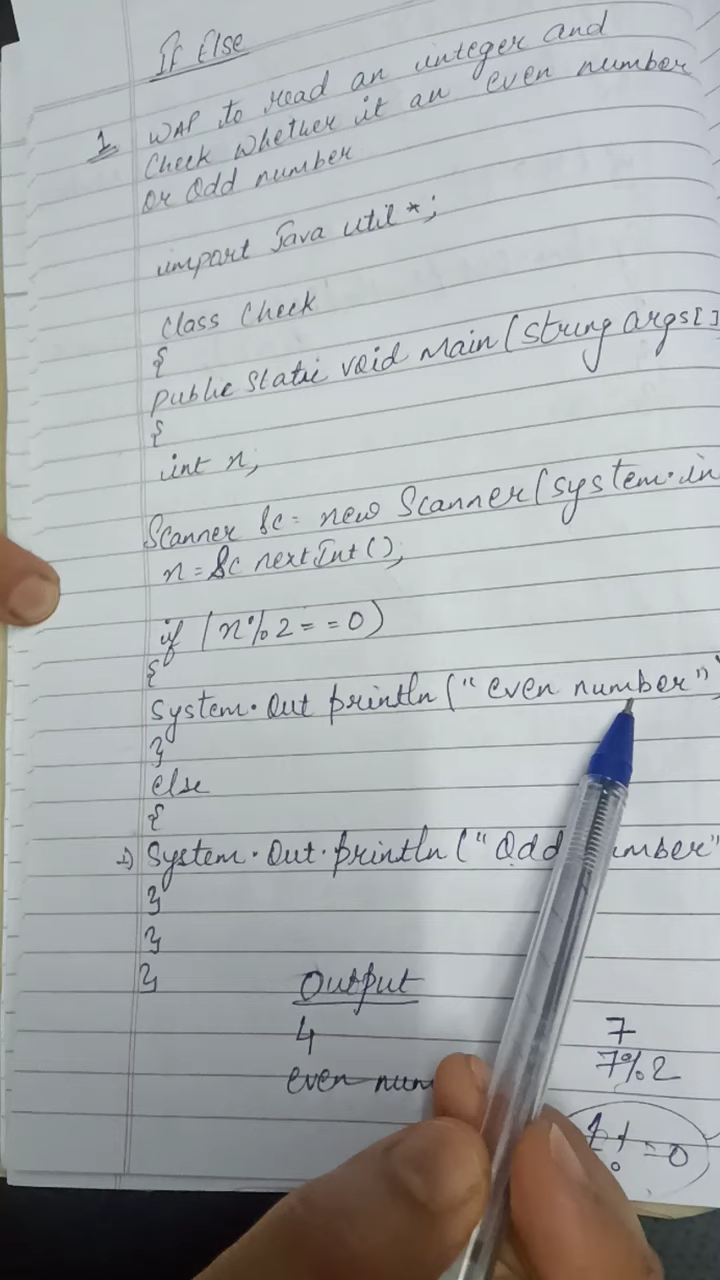 If Else
1 WAP to read an integer and
Check whether it an even number
or Odd number
import Java util *;
Class Check
{
public static void main (string args[]
{
int n;
Scanner Sc = new Scanner (system.in
n = Sc nextInt();
if (n%2 = = 0)
{
System.out println (" even number"
}
else
{
System.out.println (" Odd umber"
}
}
}
Output
4 7
even num 7%2
= 0